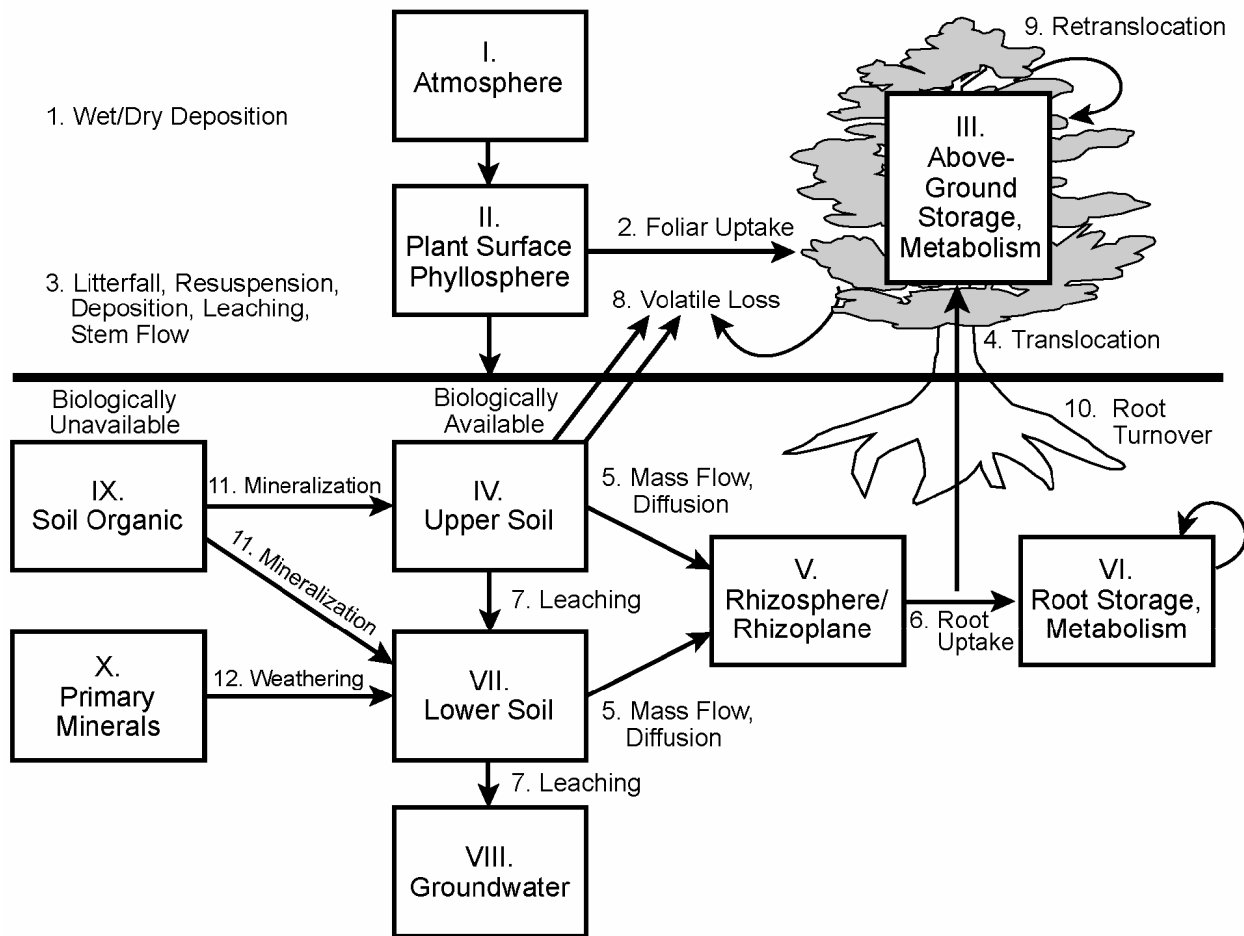 I.
Atmosphere
1. Wet/Dry Deposition
9. Retranslocation
II.
Plant Surface
Phyllosphere
2. Foliar Uptake
III.
Above-
Ground
Storage,
Metabolism
3. Litterfall, Resuspension,
Deposition, Leaching,
Stem Flow
8. Volatile Loss
4. Translocation
Biologically
Unavailable
Biologically
Available
10. Root
Turnover
IX.
Soil Organic
11. Mineralization
IV.
Upper Soil
5. Mass Flow,
Diffusion
11. Mineralization
7. Leaching
V.
Rhizosphere/
Rhizoplane
6. Root
Uptake
VI.
Root Storage,
Metabolism
X.
Primary
Minerals
12. Weathering
VII.
Lower Soil
5. Mass Flow,
Diffusion
7. Leaching
VIII.
Groundwater